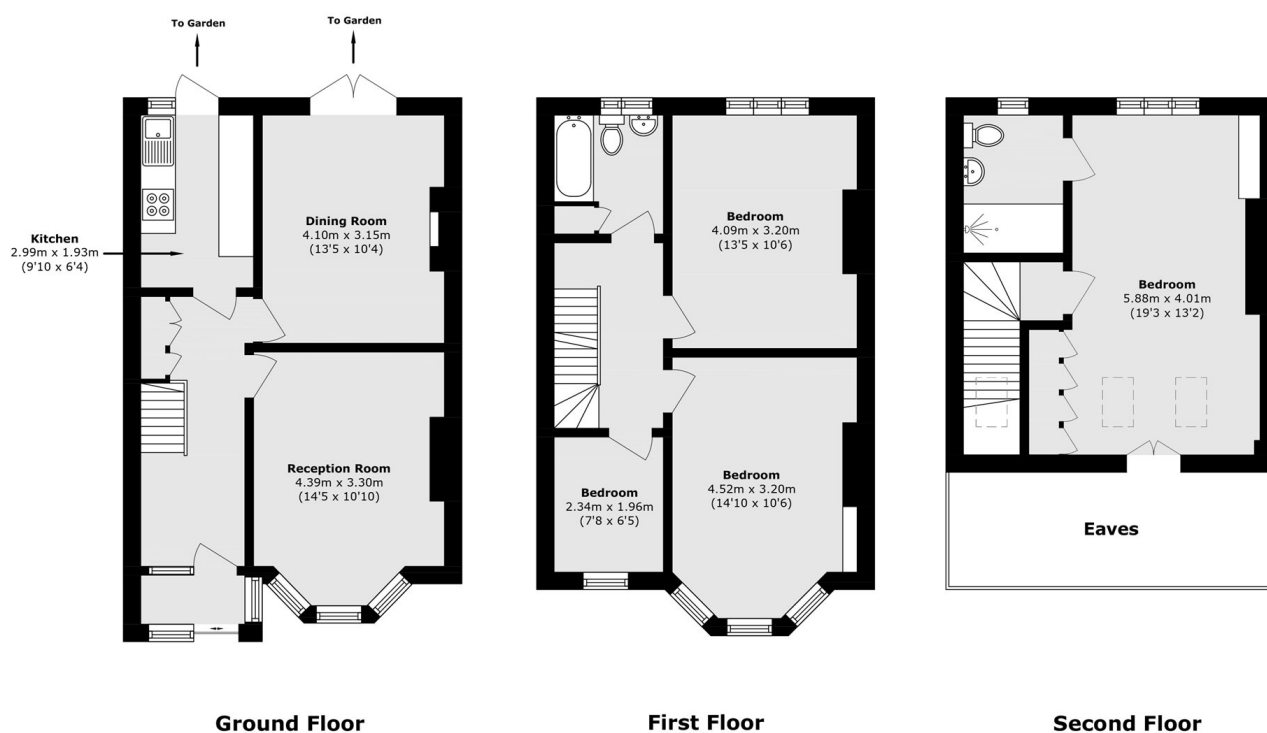 To Garden
To Garden
Kitchen
2.99m x 1.93m
(9'10 x 6'4)
Dining Room
4.10m x 3.15m
(13'5 x 10'4)
Reception Room
4.39m x 3.30m
(14'5 x 10'10)
Ground Floor
Bedroom
4.09m x 3.20m
(13'5 x 10'6)
Bedroom
4.52m x 3.20m
(14'10 x 10'6)
Bedroom
2.34m x 1.96m
(7'8 x 6'5)
First Floor
Bedroom
5.88m x 4.01m
(19'3 x 13'2)
Eaves
Second Floor